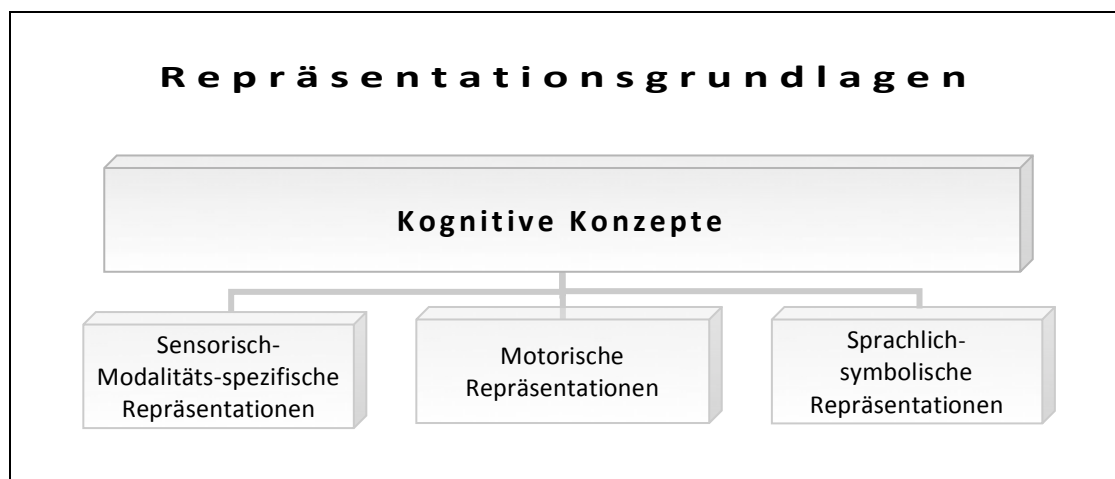 Repräsentationsgrundlagen
Kognitive Konzepte
Sensorisch-
Modalitäts-spezifische
Repräsentationen
Motorische
Repräsentationen
Sprachlich-
symbolische
Repräsentationen